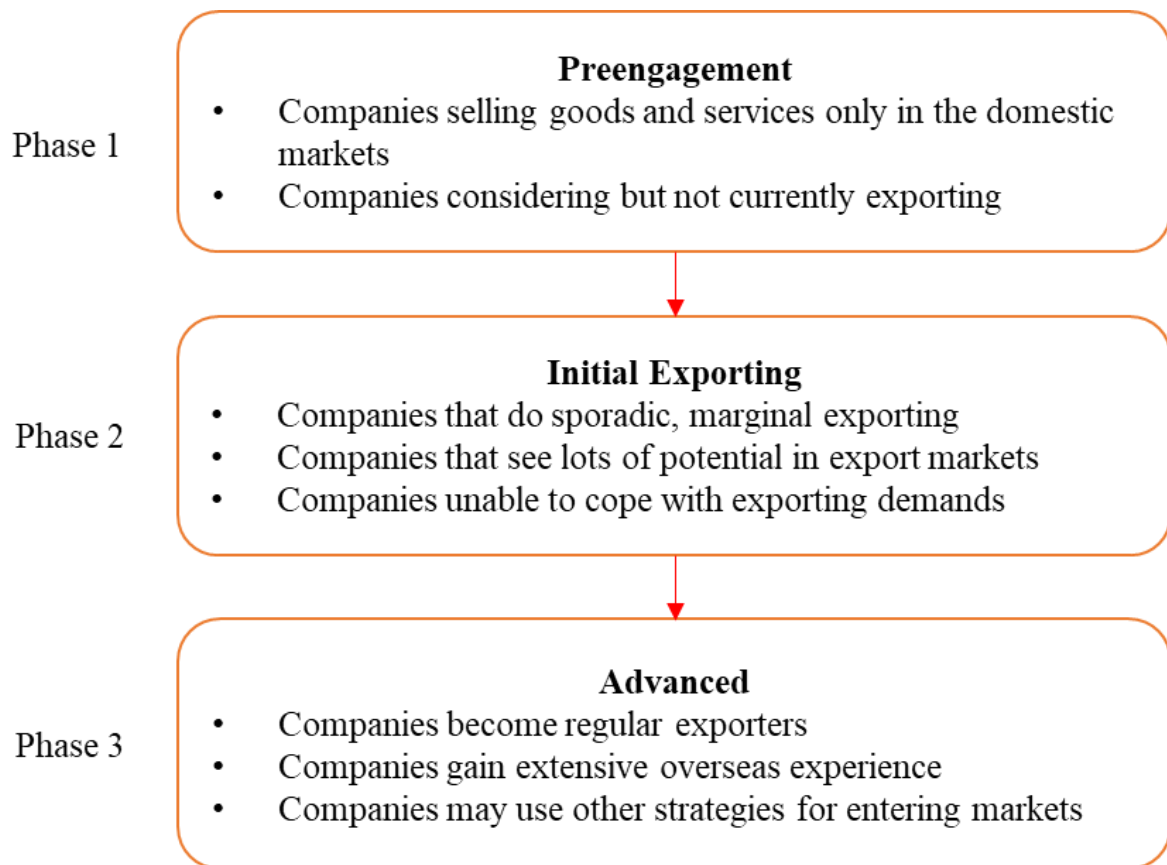 Preengagement
• Companies selling goods and services only in the domestic
markets
• Companies considering but not currently exporting
Phase 1
Initial Exporting
• Companies that do sporadic, marginal exporting
• Companies that see lots of potential in export markets
• Companies unable to cope with exporting demands
Phase 2
Advanced
• Companies become regular exporters
• Companies gain extensive overseas experience
• Companies may use other strategies for entering markets
Phase 3